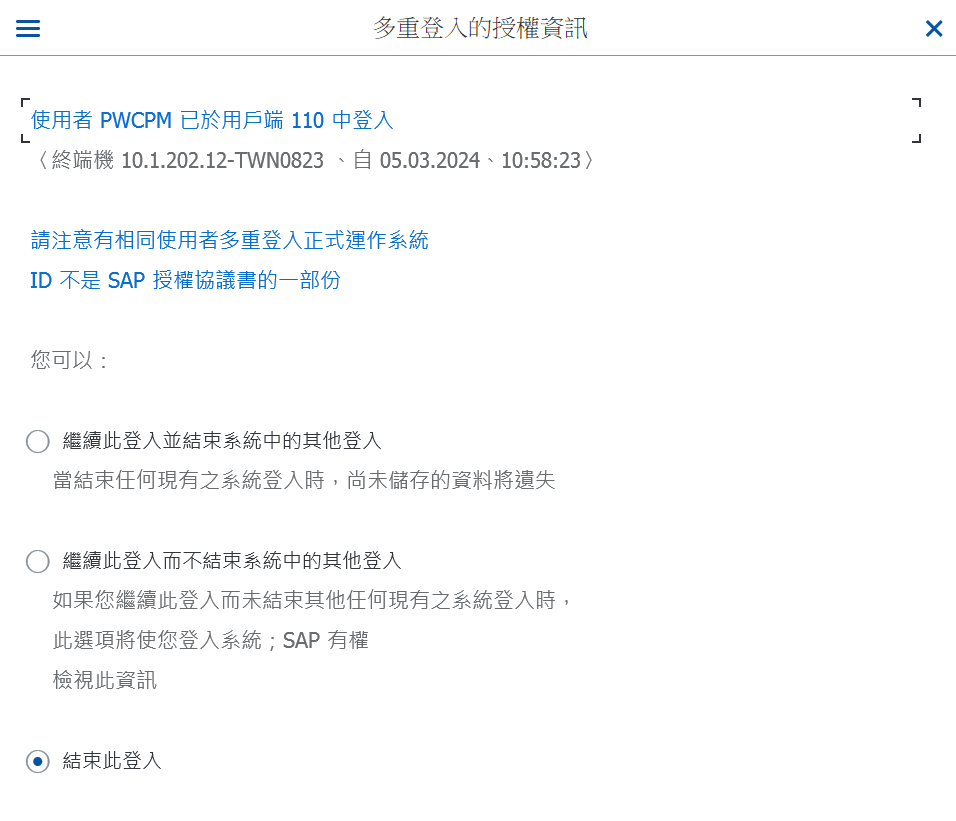 多重登入的授權資訊
使用者 PWCPM 已於用戶端 110 中登入
〈終端機 10.1.202.12-TWN0823 、自 05.03.2024、10:58:23〉
請注意有相同使用者多重登入正式運作系統
ID 不是 SAP 授權協議書的一部份
您可以：
繼續此登入並結束系統中的其他登入
當結束任何現有之系統登入時，尚未儲存的資料將遺失
繼續此登入而不結束系統中的其他登入
如果您繼續此登入而未結束其他任何現有之系統登入時，
此選項將使您登入系統；SAP 有權
檢視此資訊
結束此登入